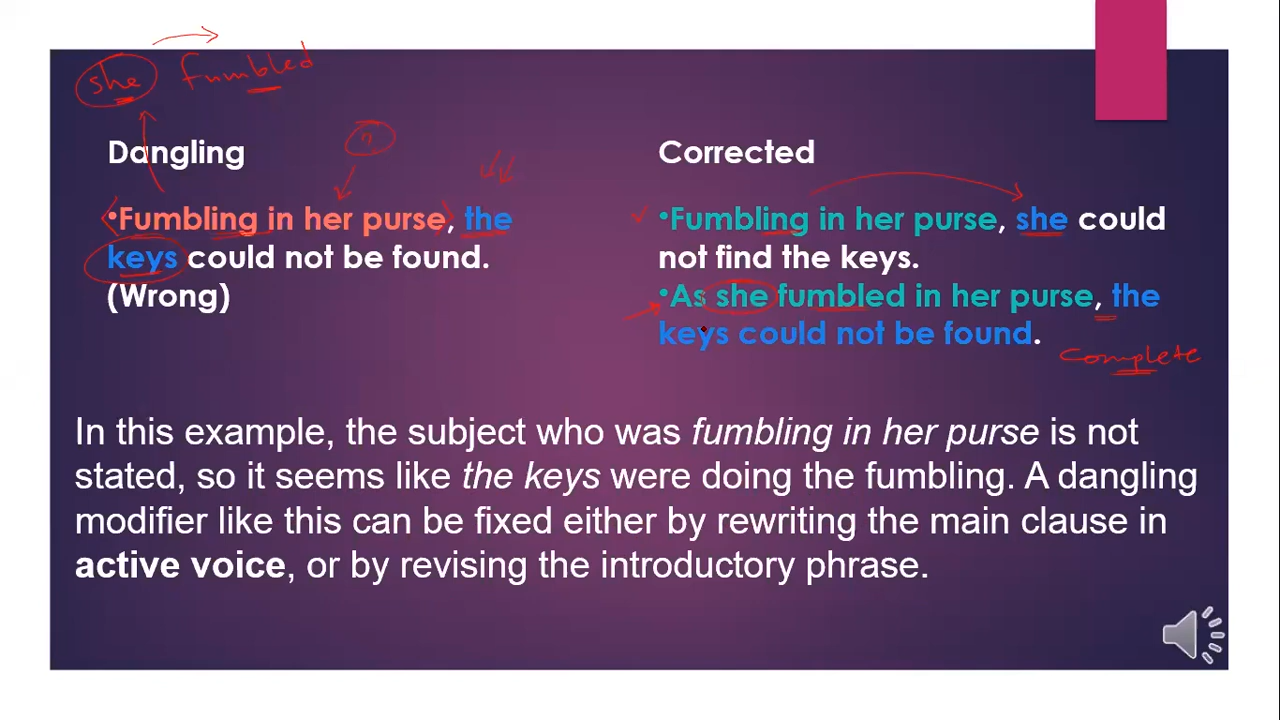 she fumbled
Dangling
n
•Fumbling in her purse, the
keys could not be found.
(Wrong)
Corrected
•Fumbling in her purse, she could
not find the keys.
•As she fumbled in her purse, the
keys could not be found.
Complete
In this example, the subject who was fumbling in her purse is not
stated, so it seems like the keys were doing the fumbling. A dangling
modifier like this can be fixed either by rewriting the main clause in
active voice, or by revising the introductory phrase.